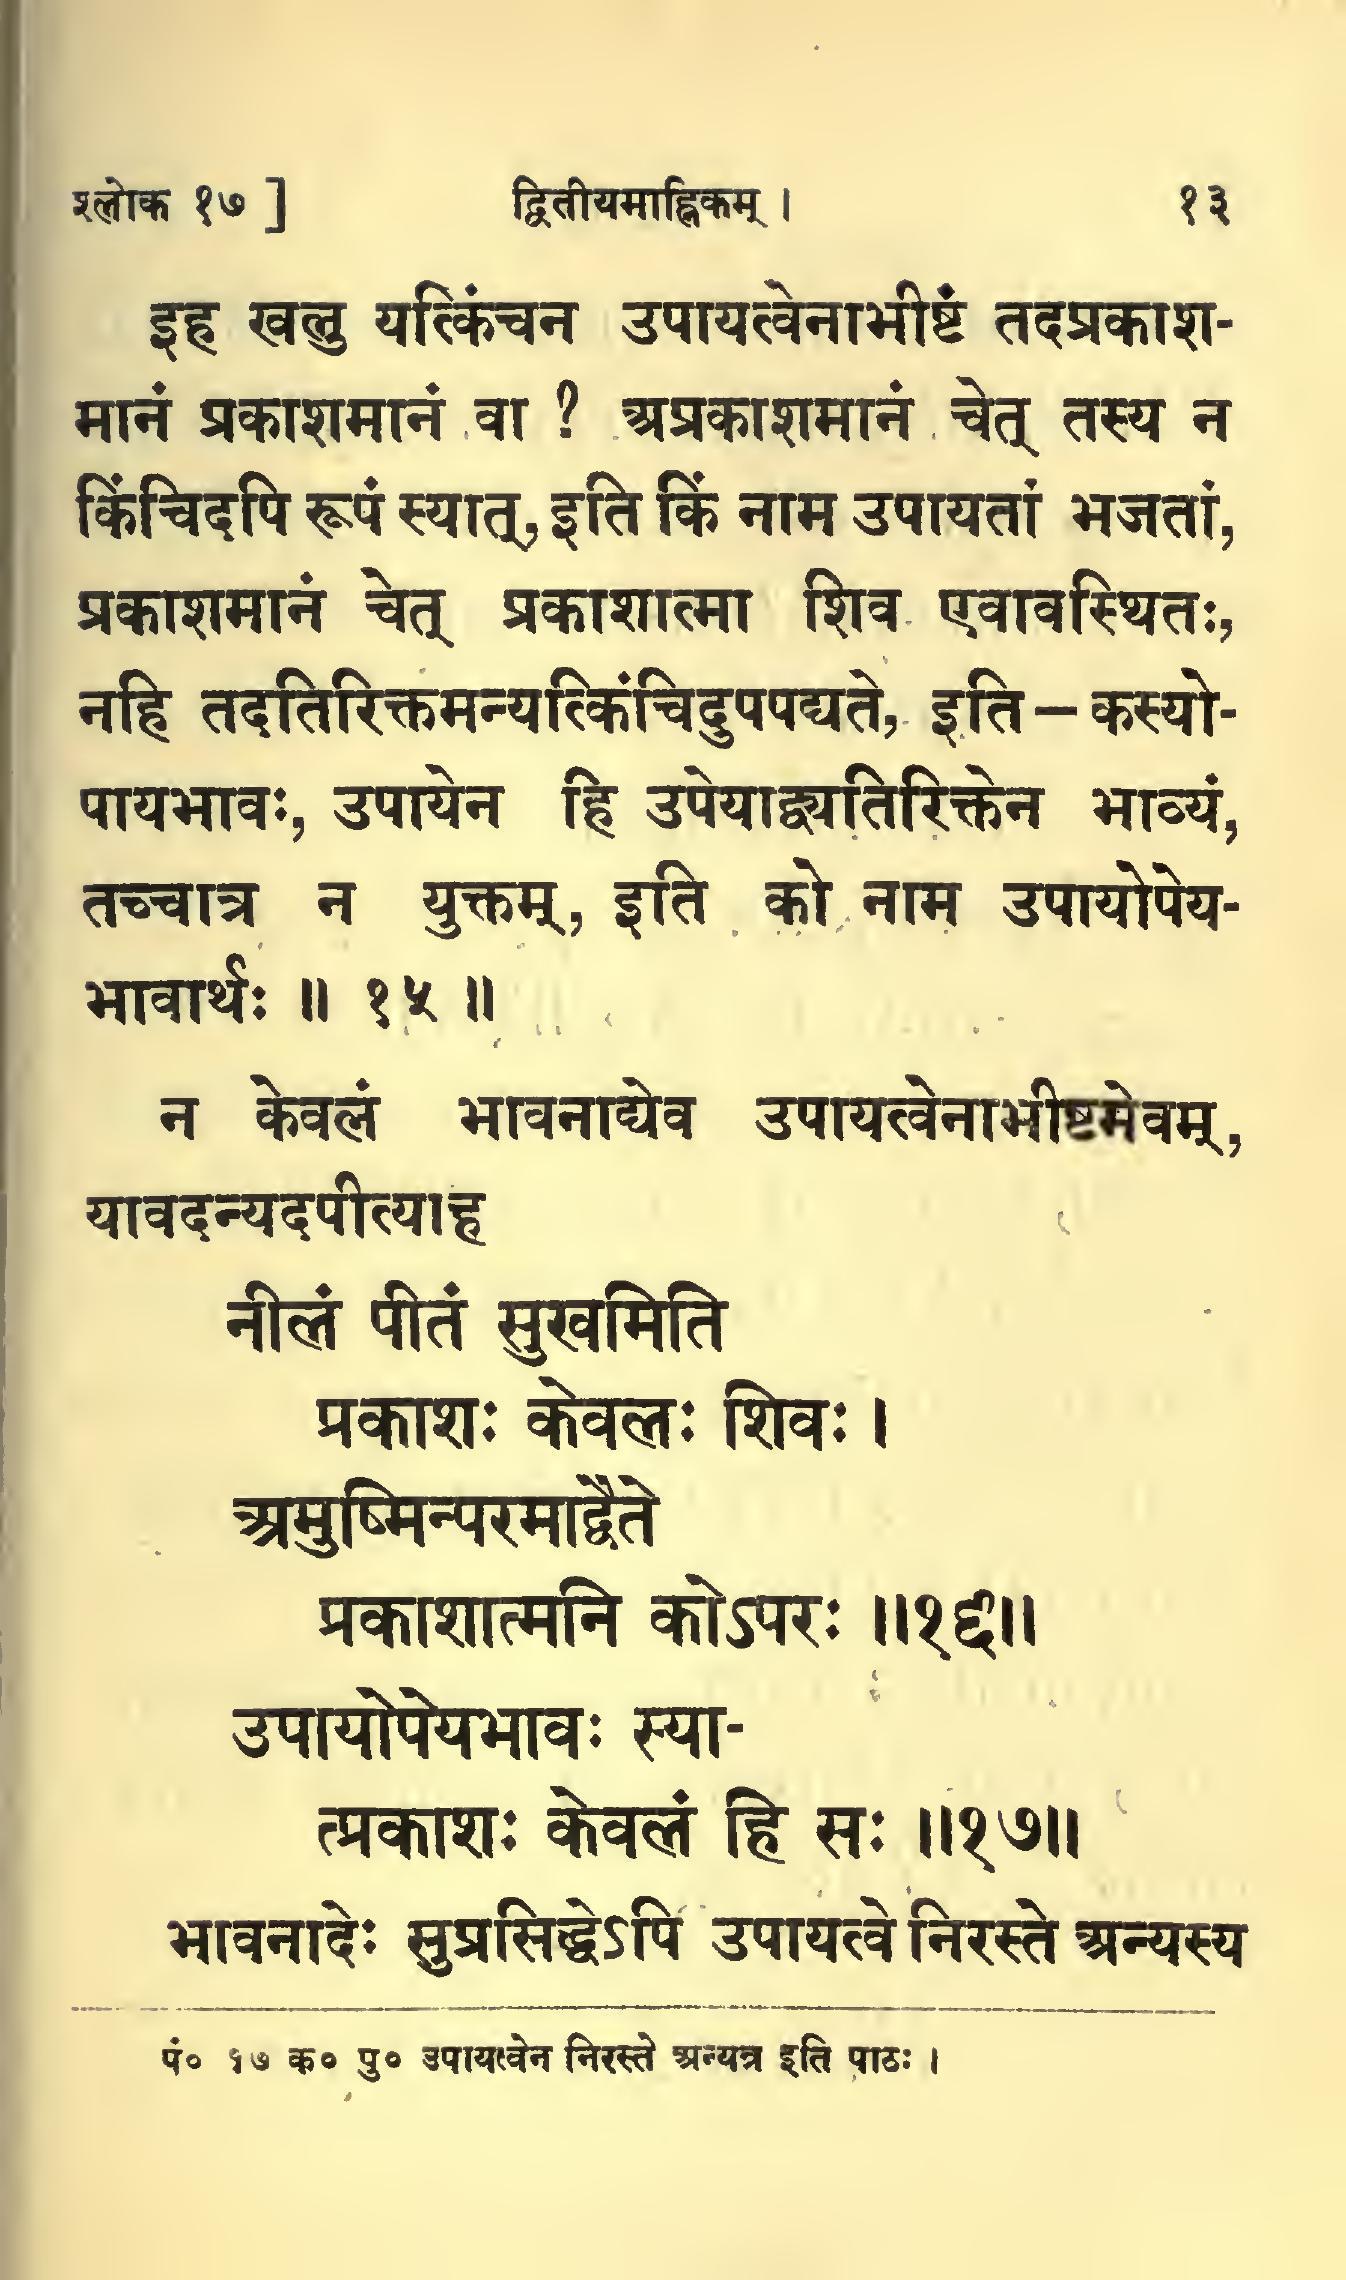 श्लोक १७ ] द्वितीयमाह्निकम् । १३
इह खलु यत्किंचन उपायत्वेनाभीष्टं तदप्रकाश-
मानं प्रकाशमानं वा ? अप्रकाशमानं चेत् तस्य न
किंचिदपि रूपं स्यात्, इति किं नाम उपायतां भजतां,
प्रकाशमानं चेत् प्रकाशात्मा शिव एवावस्थितः,
नहि तदतिरिक्तमन्यत्किंचिदुपपद्यते, इति — कस्यो-
पायभावः, उपायेन हि उपेयाद्व्यतिरिक्तेन भाव्यं,
तच्चात्र न युक्तम्, इति को नाम उपायोपेय-
भावार्थः ॥ १५ ॥
न केवलं भावनाद्येव उपायत्वेनाभीष्टमेवम्,
यावदन्यदपीत्याह
नीलं पीतं सुखमिति
प्रकाशः केवलः शिवः ।
अमुष्मिन्परमाद्वैते
प्रकाशात्मनि कोऽपरः ॥१६॥
उपायोपेयभावः स्या-
त्प्रकाशः केवलं हि सः ॥१७॥
भावनादेः सुप्रसिद्धेऽपि उपायत्वे निरस्ते अन्यस्य
पं० १७ क० पु० उपायत्वेन निरस्ते अन्यत्र इति पाठः ।